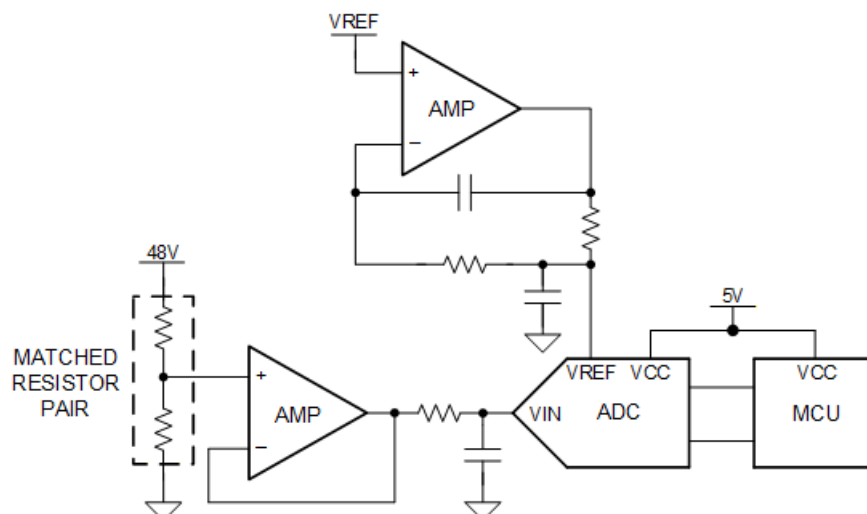 VREF
+
AMP
−
48V
5V
MATCHED
RESISTOR
PAIR
+
AMP
−
VREF VCC
VIN
ADC
VCC
MCU